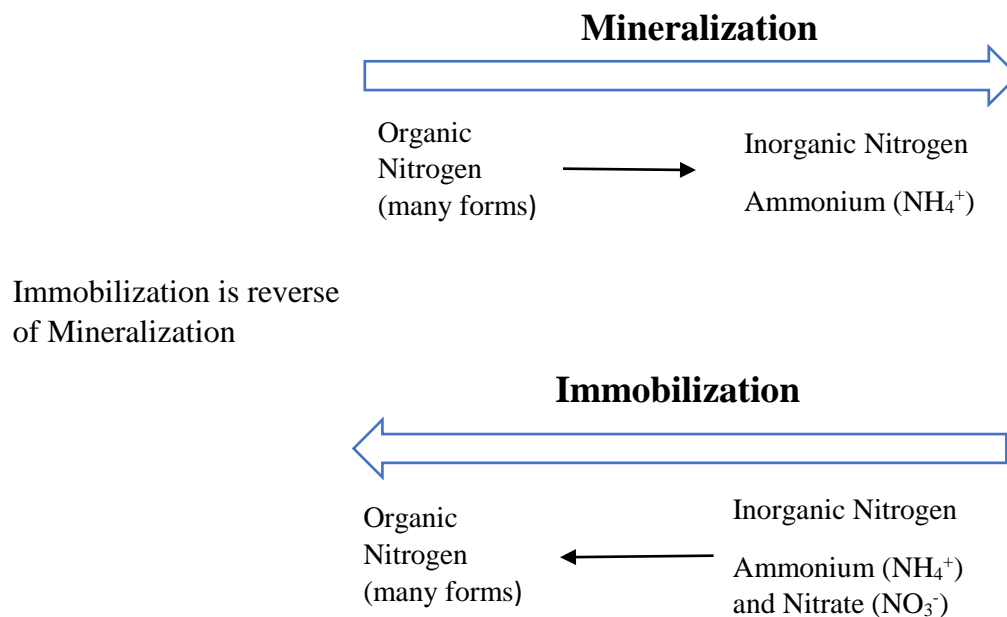 Mineralization
Organic
Nitrogen
(many forms)
Inorganic Nitrogen
Ammonium (NH₄⁺)
Immobilization is reverse
of Mineralization
Immobilization
Organic
Nitrogen
(many forms)
Inorganic Nitrogen
Ammonium (NH₄⁺)
and Nitrate (NO₃⁻)